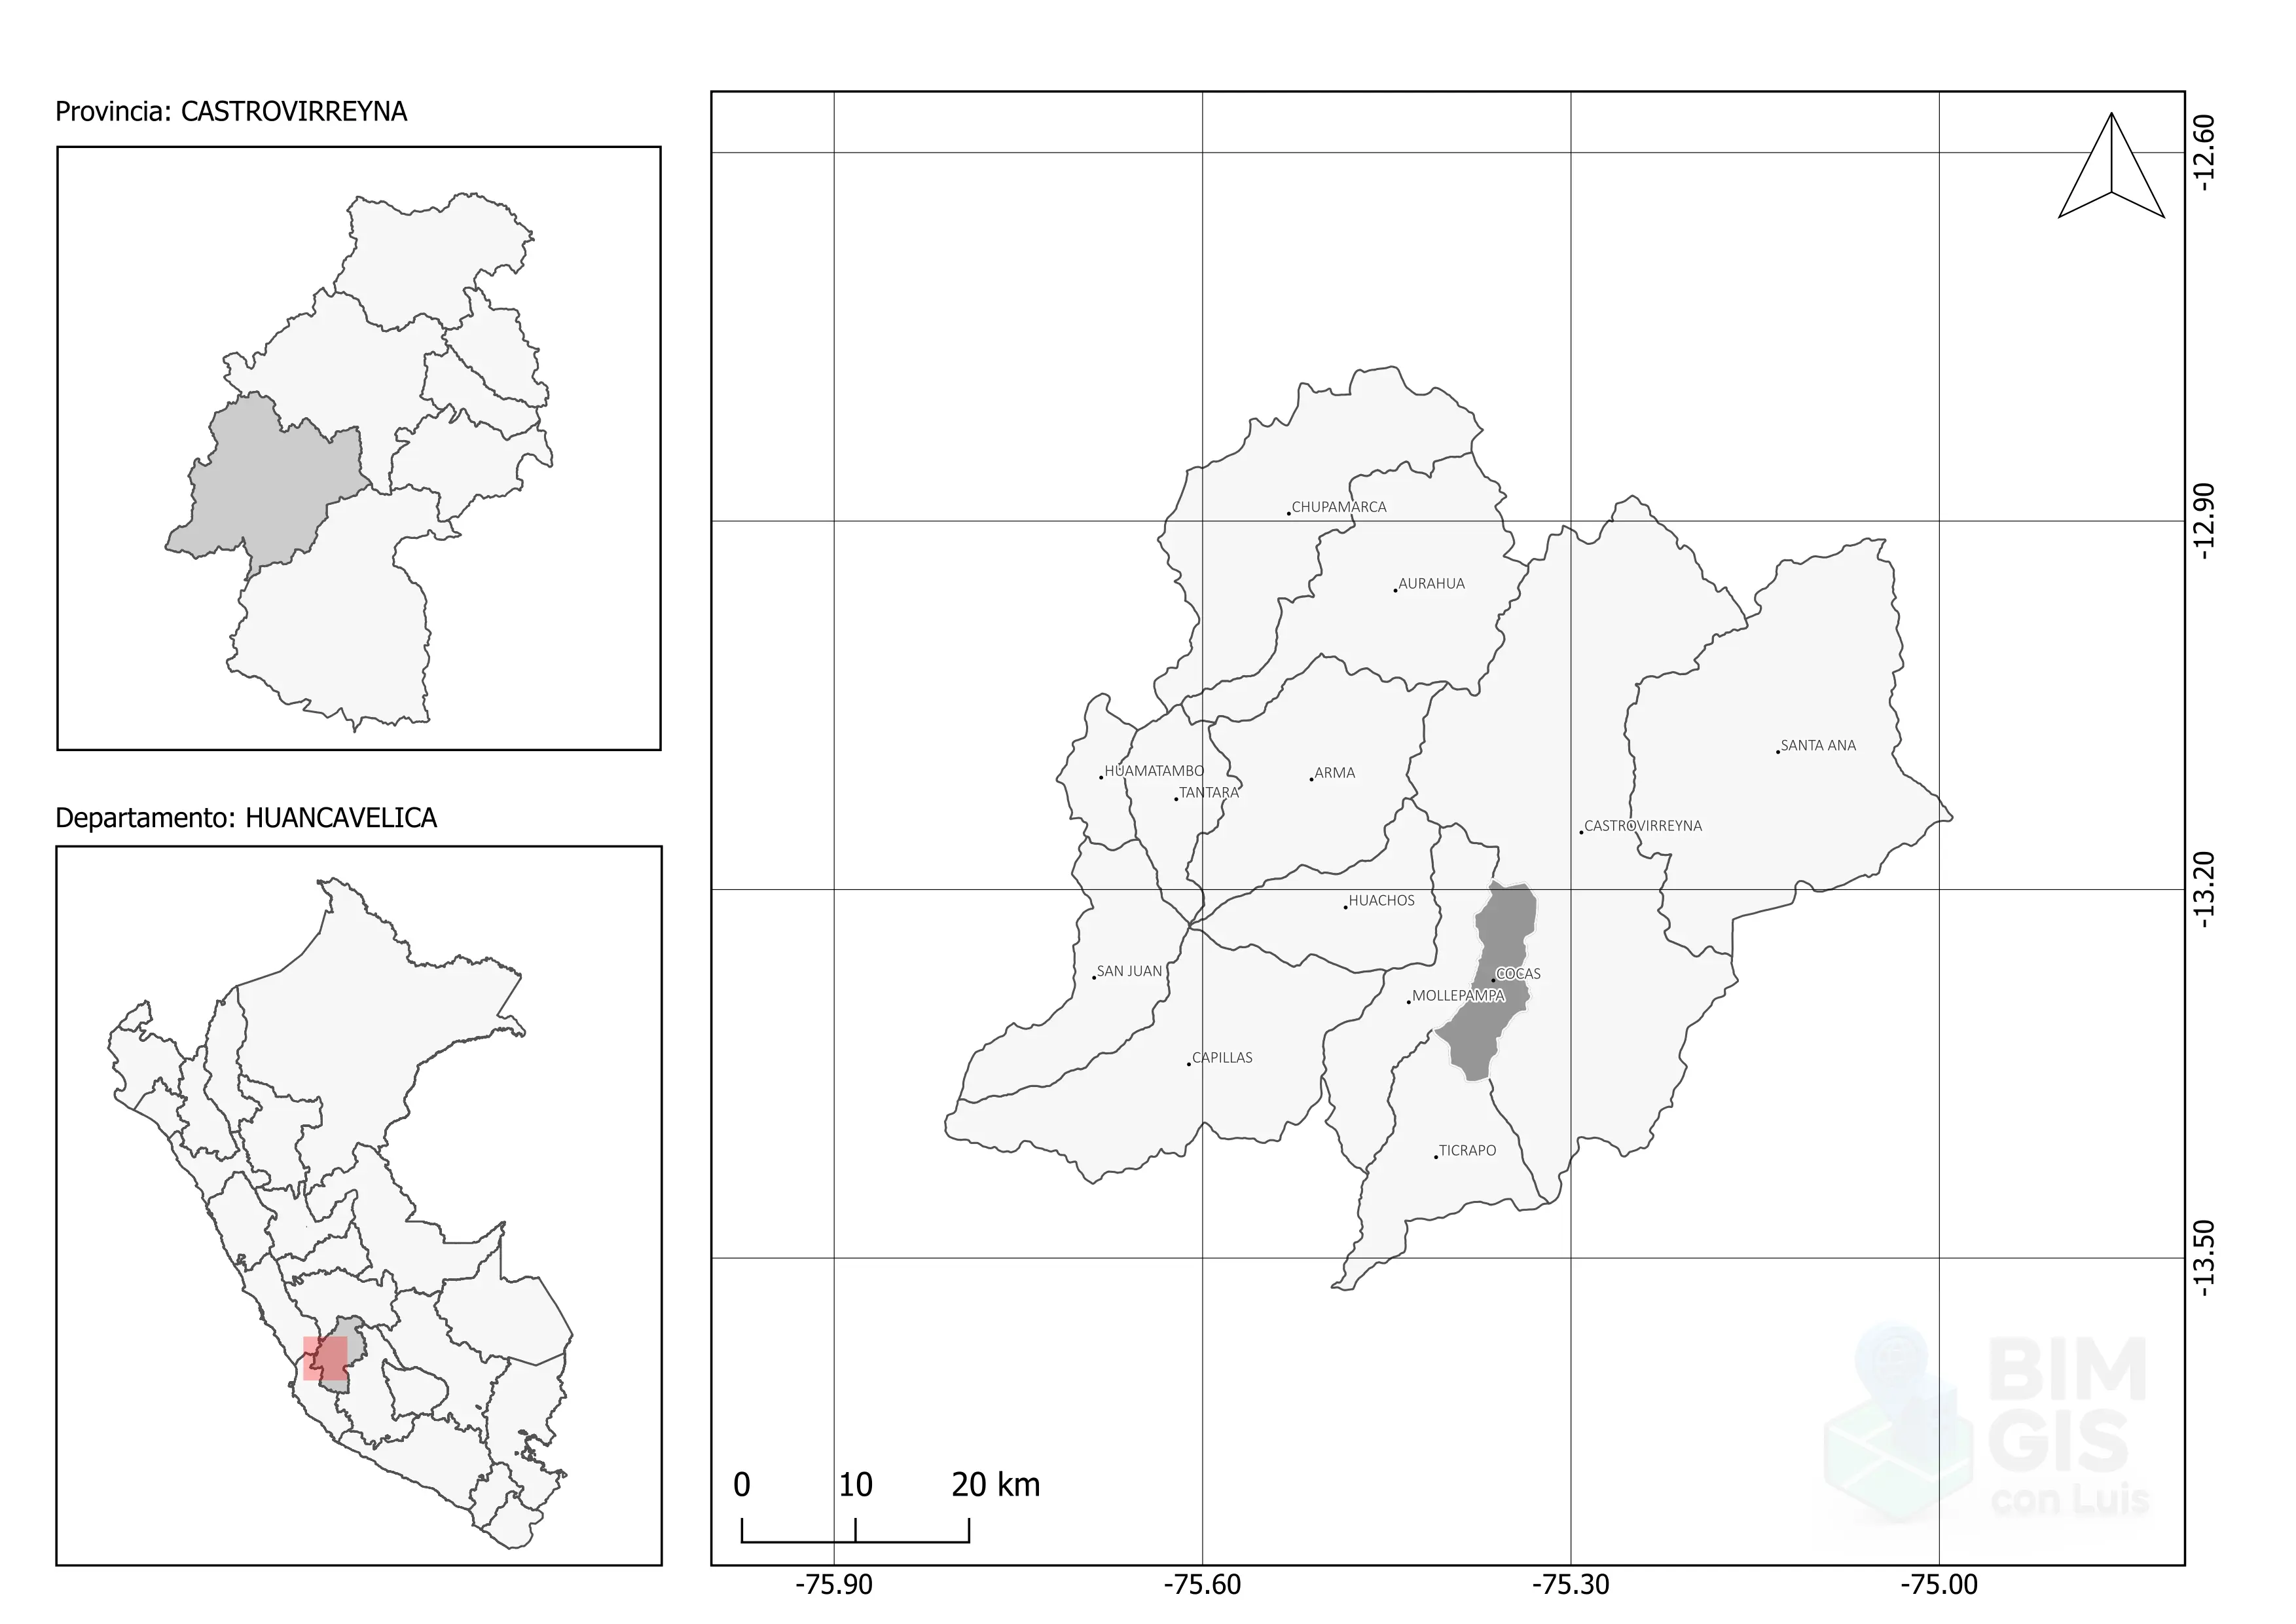 Provincia: CASTROVIRREYNA
Departamento: HUANCAVELICA
CHUPAMARCA
AURAHUA
SANTA ANA
HUAMATAMBO
TANTARA
ARMA
CASTROVIRREYNA
HUACHOS
SAN JUAN
COCAS
MOLLEPAMPA
CAPILLAS
TICRAPO
-12.60
-12.90
-13.20
-13.50
0 10 20 km
-75.90 -75.60 -75.30 -75.00
BIM
GIS
con Luis